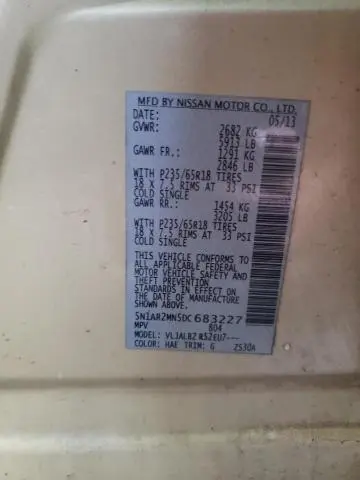 MFD BY NISSAN MOTOR CO., LTD.
DATE: 05/13
GVWR: 2682 KG
5913 LB
GAWR FR.: 1291 KG
2846 LB
WITH P235/65R18 TIRES
18 X 7.5 RIMS AT 33 PSI
COLD SINGLE
GAWR RR.: 1454 KG
3205 LB
WITH P235/65R18 TIRES
18 X 7.5 RIMS AT 33 PSI
COLD SINGLE
THIS VEHICLE CONFORMS TO
ALL APPLICABLE FEDERAL
MOTOR VEHICLE SAFETY AND
THEFT PREVENTION
STANDARDS IN EFFECT ON
THE DATE OF MANUFACTURE
SHOWN ABOVE.
5N1AR2MN5DC683227
MPV 804
MODEL: R52EU7---
COLOR: HAE TRIM: G ZS30A